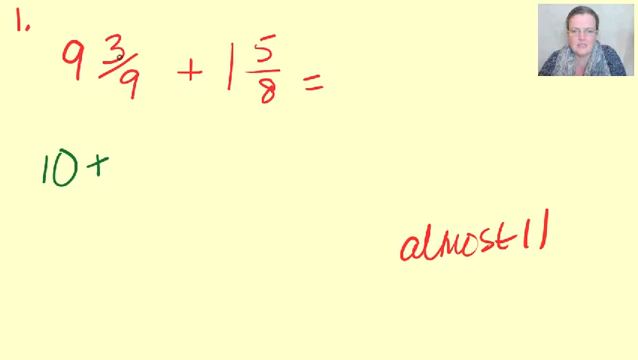 1.
9 3/9 + 1 5/8 =
10 +
almost 11